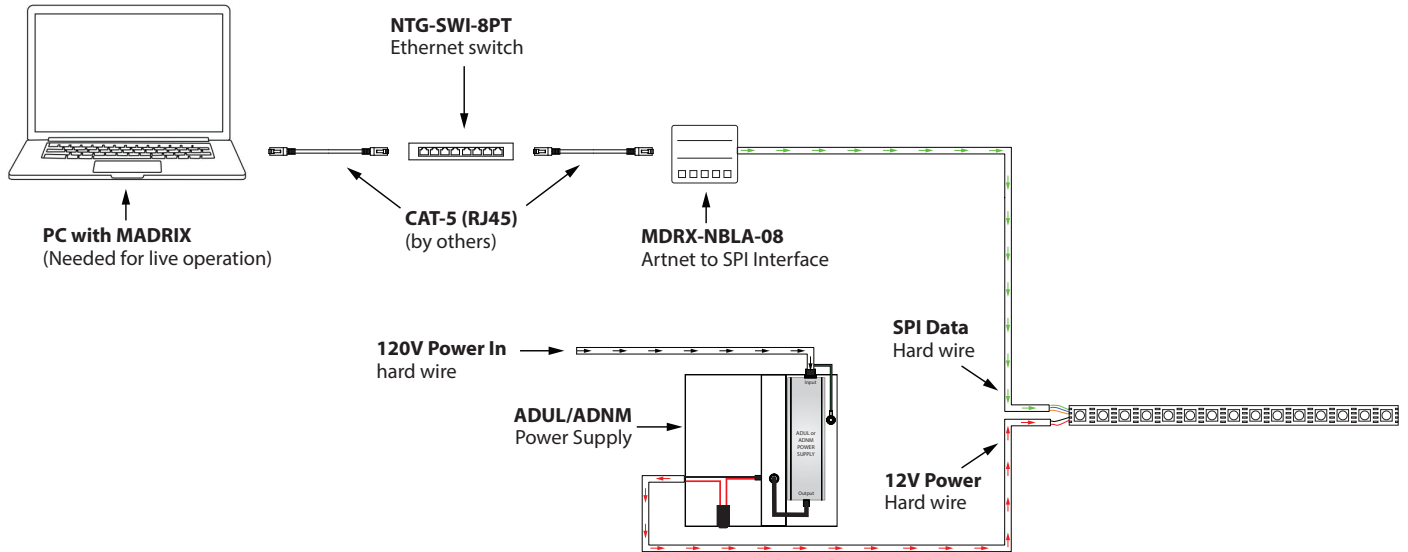 NTG-SWI-8PT
Ethernet switch
CAT-5 (RJ45)
(by others)
PC with MADRIX
(Needed for live operation)
MDRX-NBLA-08
Artnet to SPI Interface
120V Power In
hard wire
SPI Data
Hard wire
Input
ADUL/ADNM
Power Supply
ADUL or
ADNM
POWER
SUPPLY
12V Power
Hard wire
Output